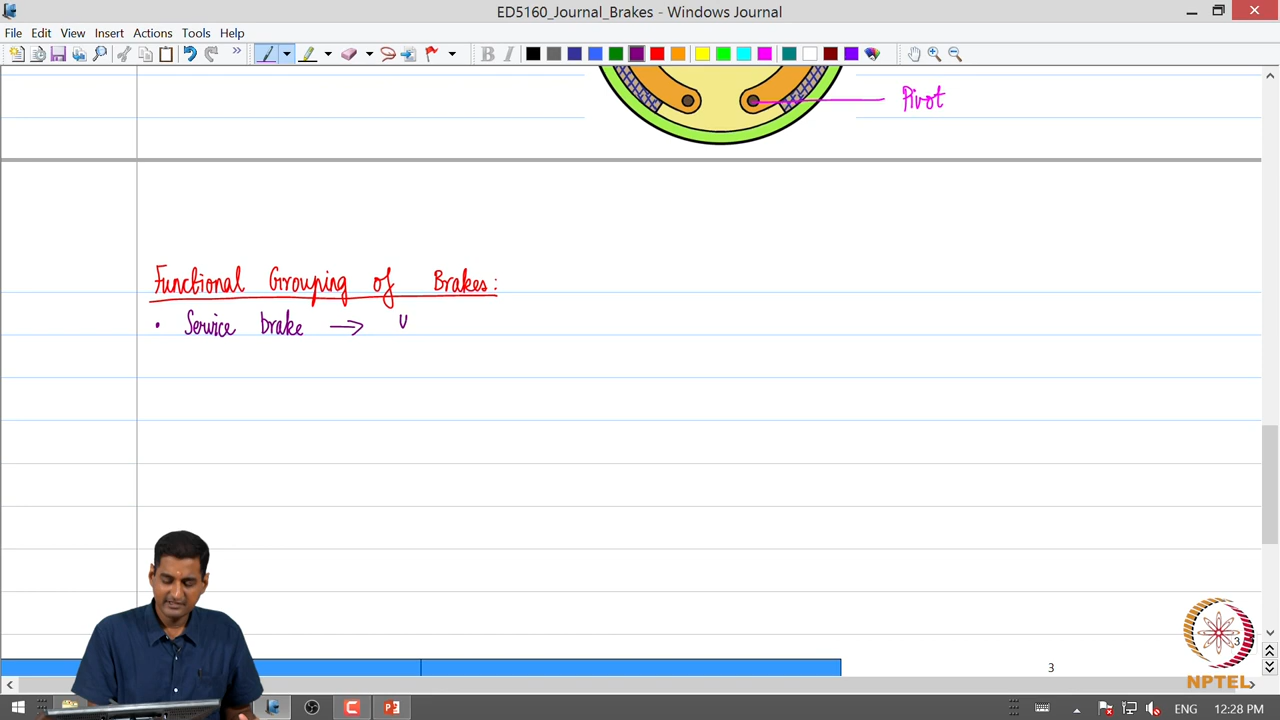 ED5160_Journal_Brakes - Windows Journal
File Edit View Insert Actions Tools Help
B I
Pivot
Functional Grouping of Brakes:
• Service brake →
3
3
NPTEL
ENG 12:28 PM